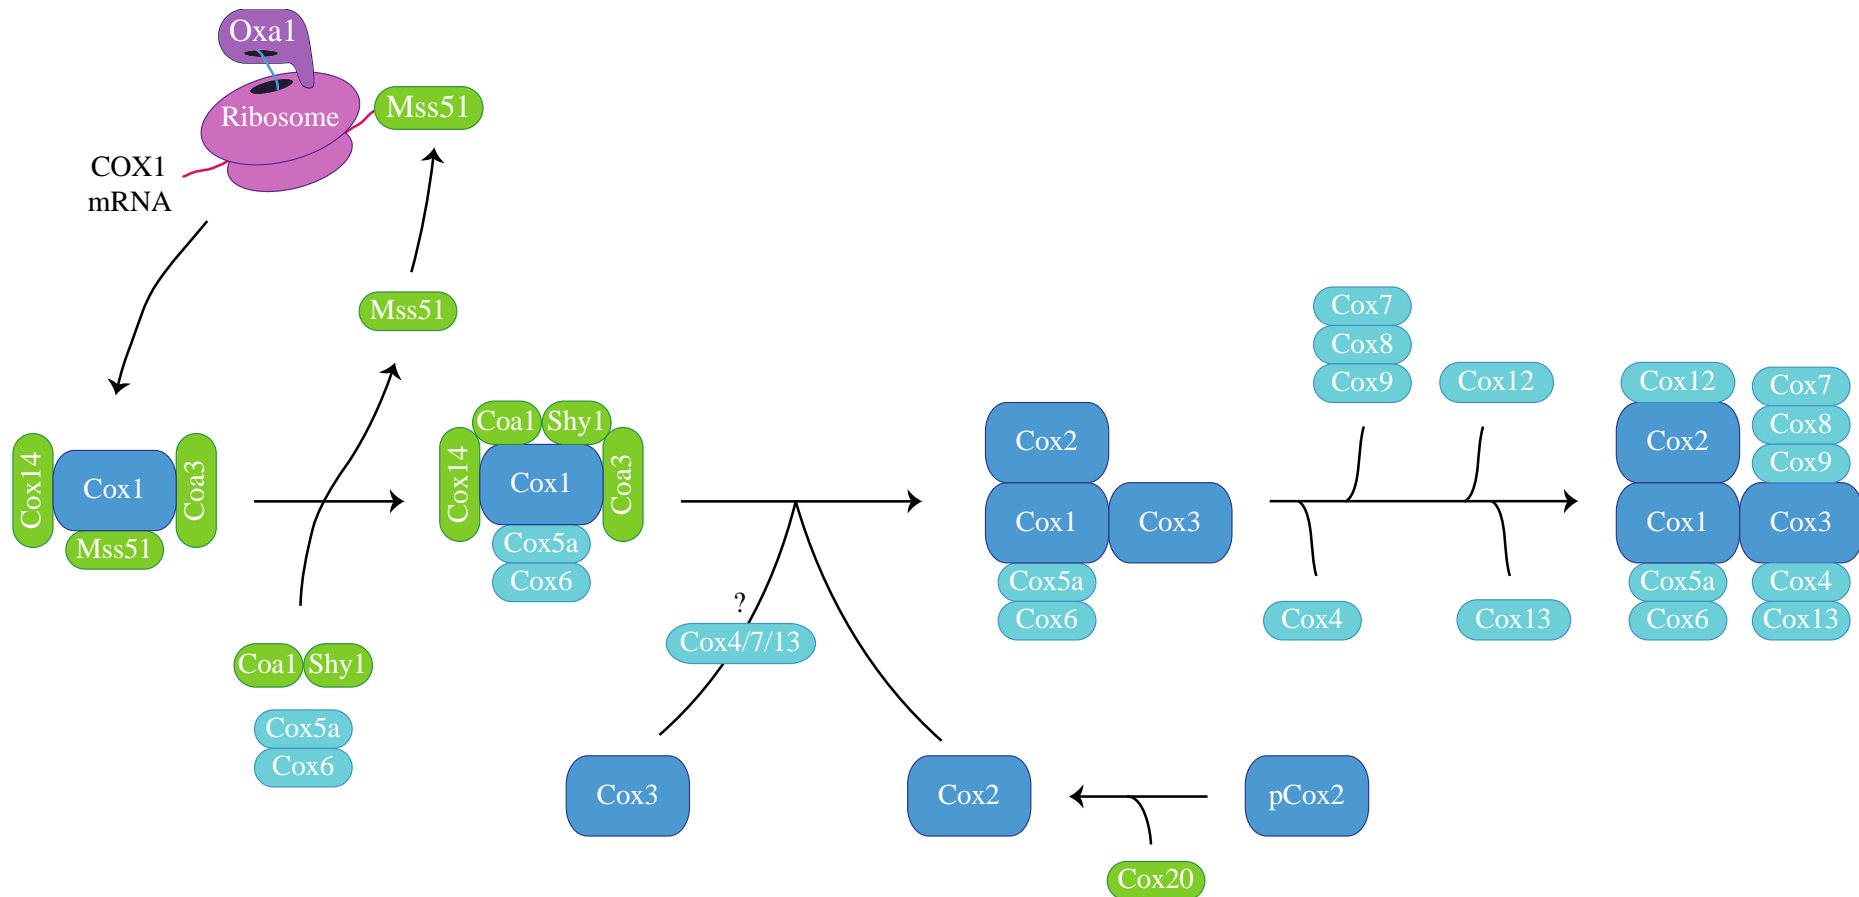 Oxa1
Ribosome
Mss51
COX1
mRNA
Mss51
Cox14
Cox1
Coa3
Mss51
Coa1
Shy1
Cox5a
Cox6
Coa1
Shy1
Cox14
Cox1
Coa3
Cox5a
Cox6
?
Cox4/7/13
Cox3
Cox2
pCox2
Cox20
Cox2
Cox1
Cox3
Cox5a
Cox6
Cox7
Cox8
Cox9
Cox12
Cox4
Cox13
Cox12
Cox7
Cox2
Cox8
Cox9
Cox1
Cox3
Cox5a
Cox4
Cox6
Cox13